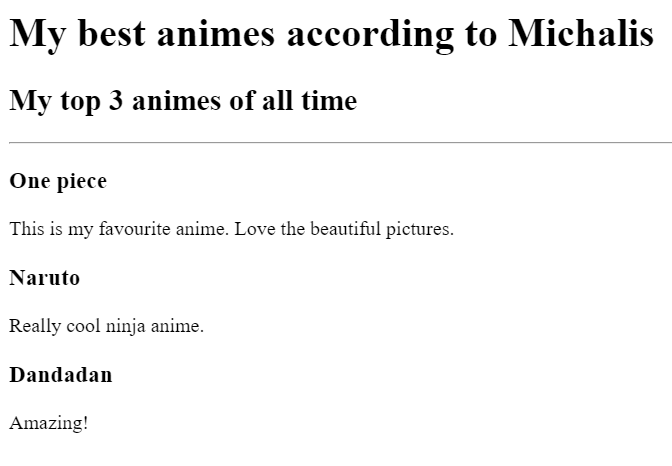 My best animes according to Michalis
My top 3 animes of all time
One piece
This is my favourite anime. Love the beautiful pictures.
Naruto
Really cool ninja anime.
Dandadan
Amazing!